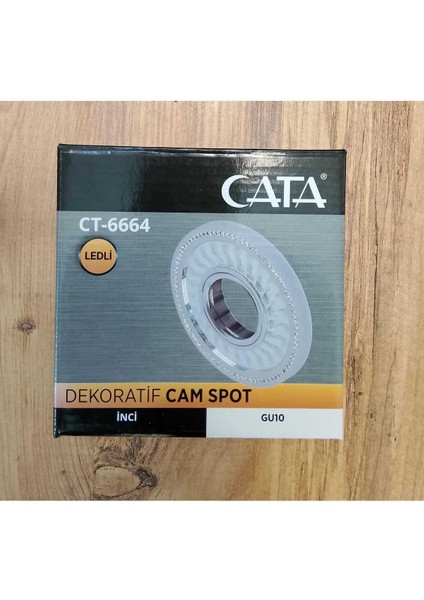 CATA®
CT-6664
LEDLİ
DEKORATİF CAM SPOT
İNCİ
GU10